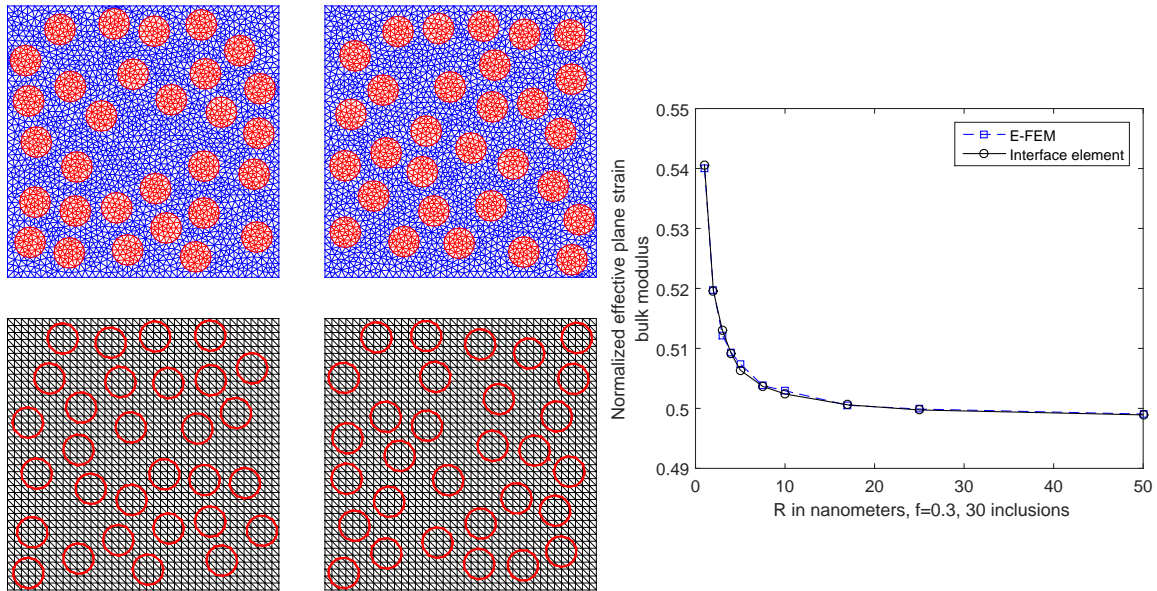 0.55
0.54
0.53
0.52
0.51
0.5
0.49
Normalized effective plane strain
bulk modulus
E-FEM
Interface element
0 10 20 30 40 50
R in nanometers, f=0.3, 30 inclusions